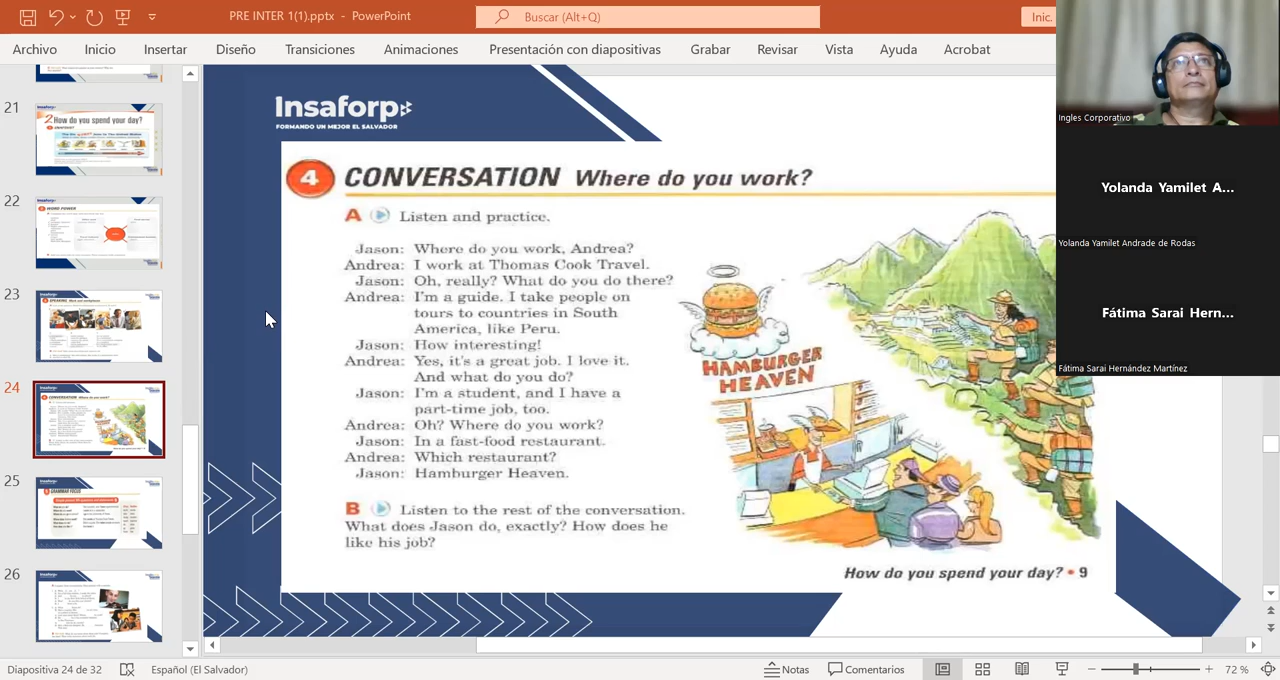 PRE INTER 1(1).pptx - PowerPoint
Buscar (Alt+Q)
Inic.
Archivo Inicio Insertar Diseño Transiciones Animaciones Presentación con diapositivas Grabar Revisar Vista Ayuda Acrobat
21
2 How do you spend your day?
22
WORD POWER
23
24
25
GRAMMAR FOCUS
26
Insaforp
FORMANDO UN MEJOR EL SALVADOR
4 CONVERSATION Where do you work?
A Listen and practice.
Jason: Where do you work, Andrea?
Andrea: I work at Thomas Cook Travel.
Jason: Oh, really? What do you do there?
Andrea: I'm a guide. I take people on
tours to countries in South
America, like Peru.
Jason: How interesting!
Andrea: Yes, it's a great job. I love it.
And what do you do?
Jason: I'm a student, and I have a
part-time job, too.
Andrea: Oh? Where do you work?
Jason: In a fast-food restaurant.
Andrea: Which restaurant?
Jason: Hamburger Heaven.
B Listen to the rest of the conversation.
What does Jason do, exactly? How does he
like his job?
HAMBURGER
HEAVEN
How do you spend your day? • 9
Ingles Corporativo
Yolanda Yamilet A...
Yolanda Yamilet Andrade de Rodas
Fátima Sarai Hern...
Fátima Sarai Hernández Martínez
Diapositiva 24 de 32
Español (El Salvador)
Notas
Comentarios
72 %